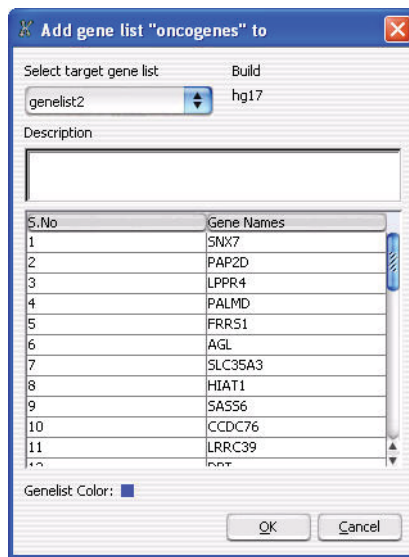 Add gene list "oncogenes" to
Select target gene list Build
genelist2 hg17
Description
S.No Gene Names
1 SNX7
2 PAP2D
3 LPPR4
4 PALMD
5 FRRS1
6 AGL
7 SLC35A3
8 HIAT1
9 SASS6
10 CCDC76
11 LRRC39
Genelist Color:
OK Cancel